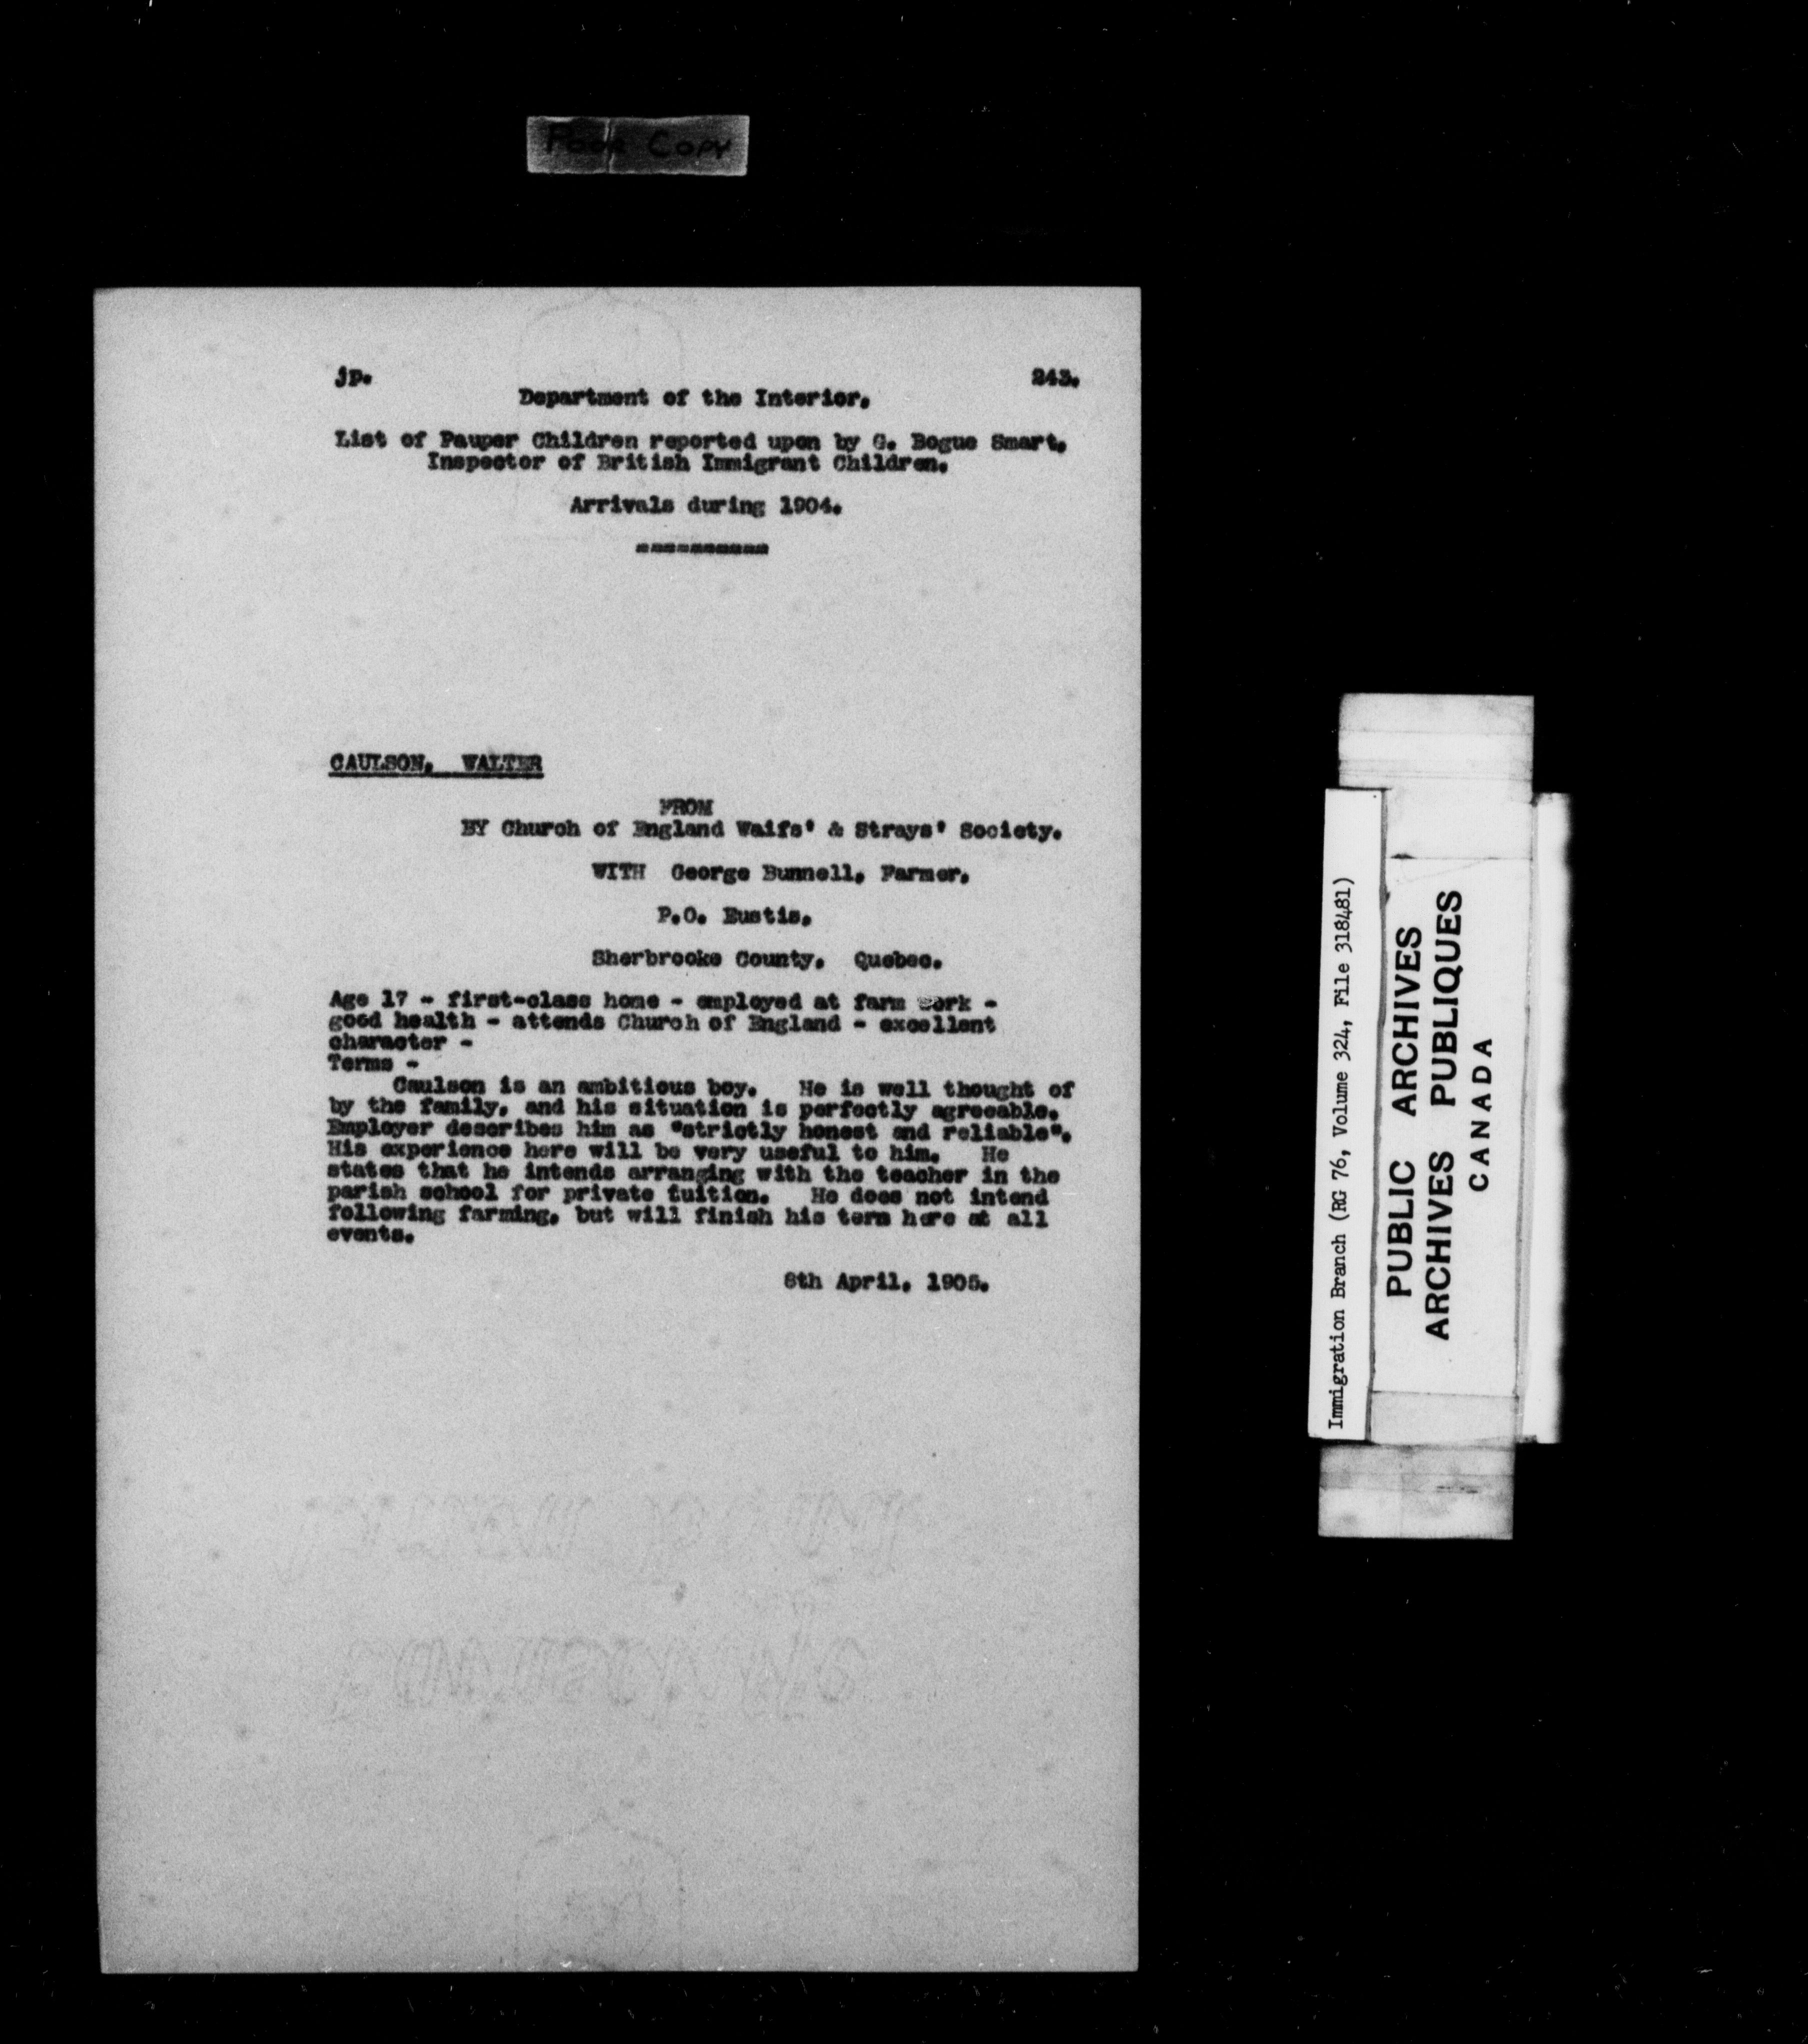 Poor Copy
jp.
243.
Department of the Interior.
List of Pauper Children reported upon by G. Bogue Smart,
Inspector of British Immigrant Children.
Arrivals during 1904.
----------
CAULSON, WALTER
FROM
BY Church of England Waifs' & Strays' Society.
WITH George Bunnell, Farmer,
P.O. Eustis,
Sherbrooke County, Quebec.
Age 17 - first-class home - employed at farm work -
good health - attends Church of England - excellent
character -
Terms -
Caulson is an ambitious boy. He is well thought of
by the family, and his situation is perfectly agreeable.
Employer describes him as "strictly honest and reliable".
His experience here will be very useful to him. He
states that he intends arranging with the teacher in the
parish school for private tuition. He does not intend
following farming, but will finish his term here at all
events.
8th April, 1905.
Immigration Branch (RG 76, Volume 324, File 318481)
PUBLIC ARCHIVES
ARCHIVES PUBLIQUES
CANADA